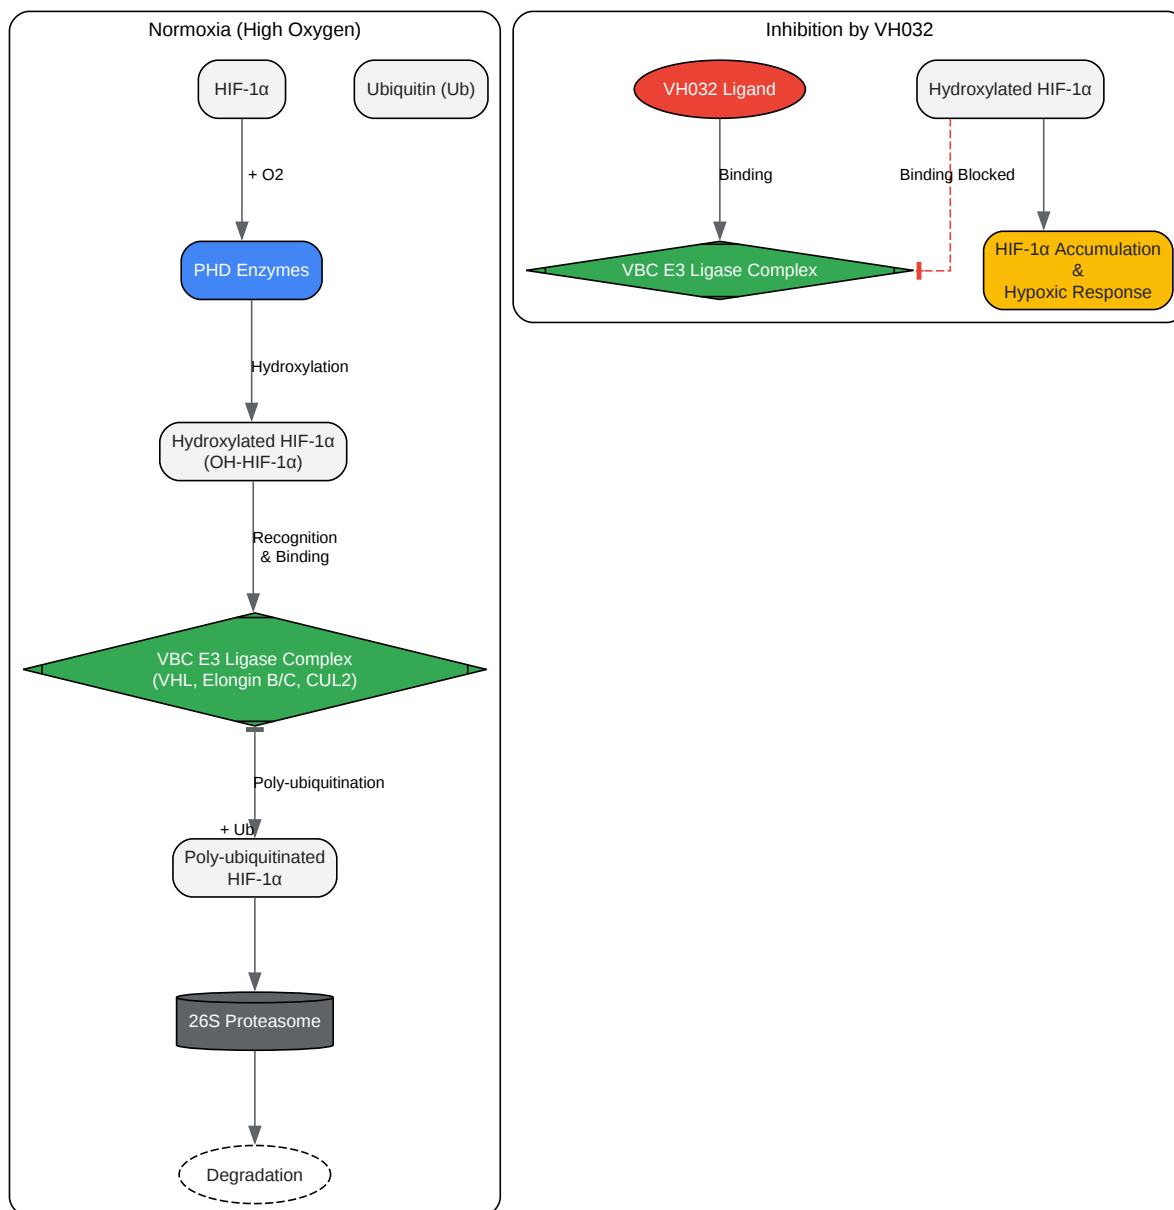 Normoxia (High Oxygen)
HIF-1α
Ubiquitin (Ub)
+ O2
PHD Enzymes
Hydroxylation
Hydroxylated HIF-1α
(OH-HIF-1α)
Recognition
& Binding
VBC E3 Ligase Complex
(VHL, Elongin B/C, CUL2)
Poly-ubiquitination
+ Ub
Poly-ubiquitinated
HIF-1α
26S Proteasome
Degradation
Inhibition by VH032
VH032 Ligand
Hydroxylated HIF-1α
Binding
Binding Blocked
VBC E3 Ligase Complex
HIF-1α Accumulation
&
Hypoxic Response